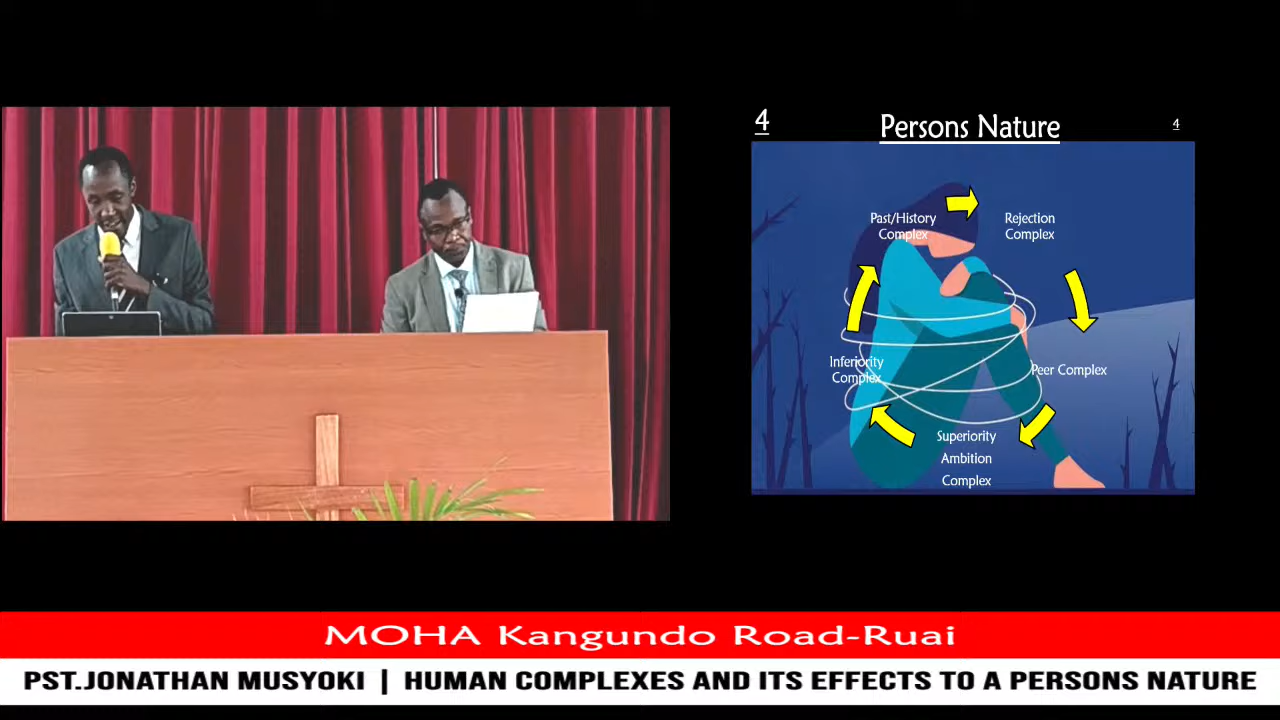 4
Persons Nature
4
Past/History
Complex
Rejection
Complex
Inferiority
Complex
Peer Complex
Superiority
Ambition
Complex
MOHA Kangundo Road-Ruai
PST.JONATHAN MUSYOKI | HUMAN COMPLEXES AND ITS EFFECTS TO A PERSONS NATURE